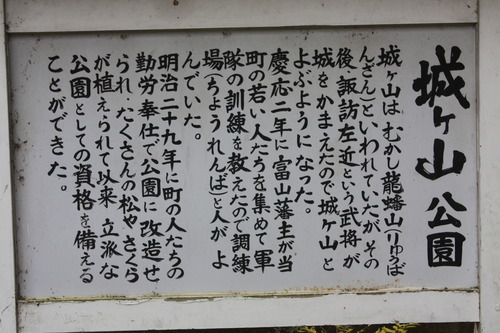 城ヶ山公園
城ヶ山は、むかし龍蟠山(りゅうば
んざん)といわれていたが、その
後、諏訪左近という武将が
城をかまえたので城ヶ山と
よぶようになった。
慶応二年に富山藩主が当
町の若い人たちを集めて軍
隊の訓練を教えたので調練
場(ちょうれんば)と人がよ
んでいた。
明治二十九年に町の人たちの
勤労奉仕で公園に改造せ
られ、たくさんの松やさくら
が植えられて以来 立派な
公園としての資格を備える
ことができた。